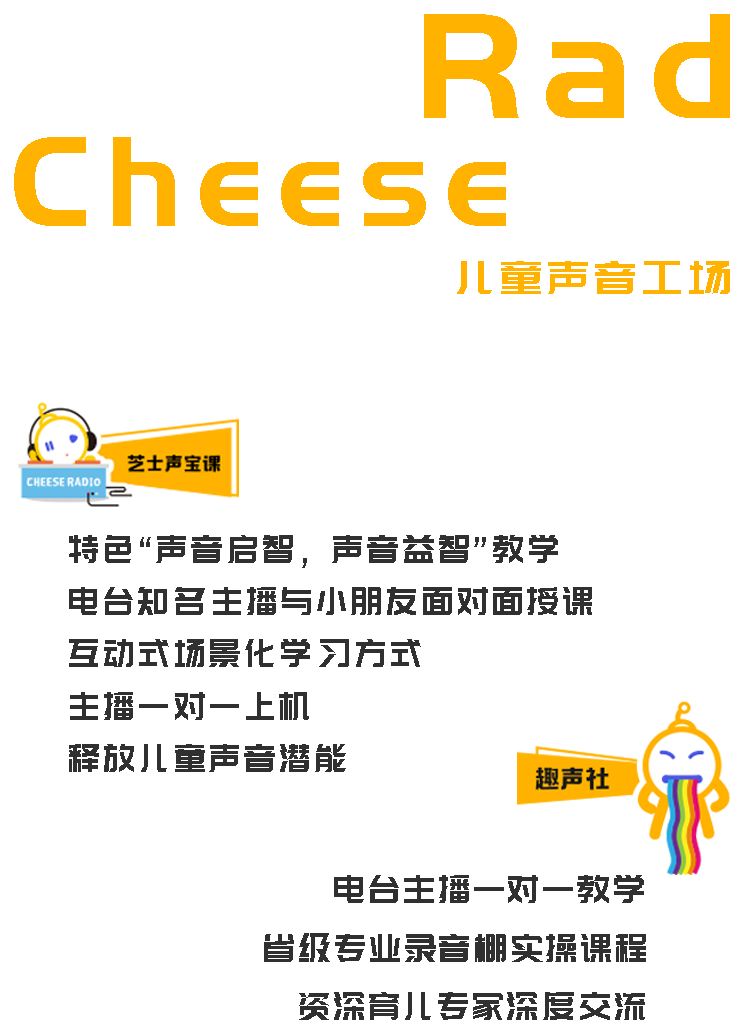 Rad
Cheese
儿童声音工场
芝士声宝课
CHEESE RADIO
特色“声音启智，声音益智”教学
电台知名主播与小朋友面对面授课
互动式场景化学习方式
主播一对一上机
释放儿童声音潜能
趣声社
电台主播一对一教学
省级专业录音棚实操课程
资深育儿专家深度交流